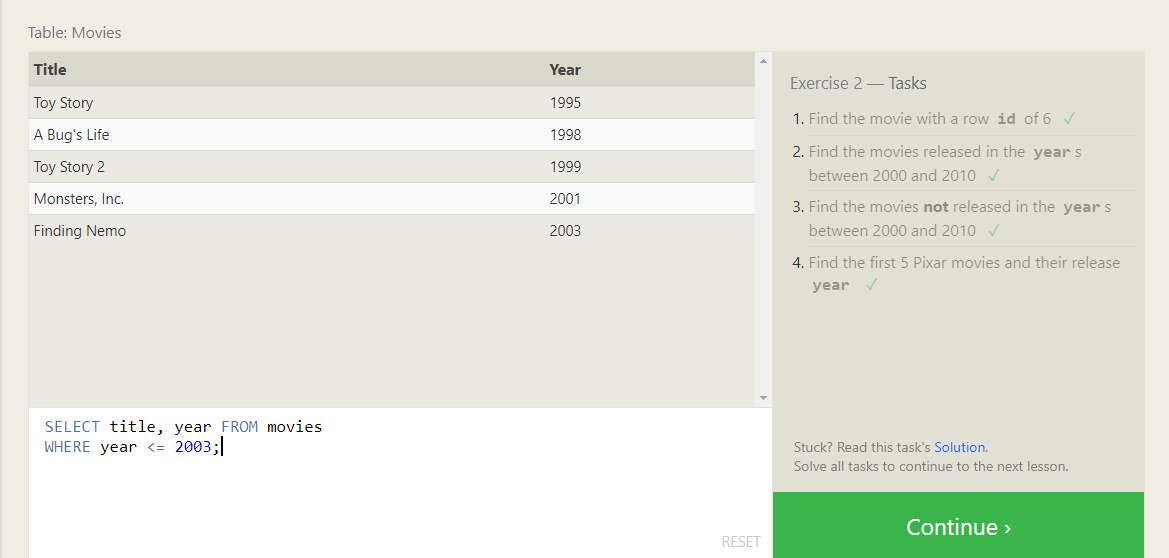 Table: Movies
Title Year
Toy Story 1995
A Bug's Life 1998
Toy Story 2 1999
Monsters, Inc. 2001
Finding Nemo 2003
SELECT title, year FROM movies
WHERE year <= 2003;
RESET
Exercise 2 — Tasks
1. Find the movie with a row id of 6 ✓
2. Find the movies released in the year s
between 2000 and 2010 ✓
3. Find the movies not released in the year s
between 2000 and 2010 ✓
4. Find the first 5 Pixar movies and their release
year ✓
Stuck? Read this task's Solution.
Solve all tasks to continue to the next lesson.
Continue ›